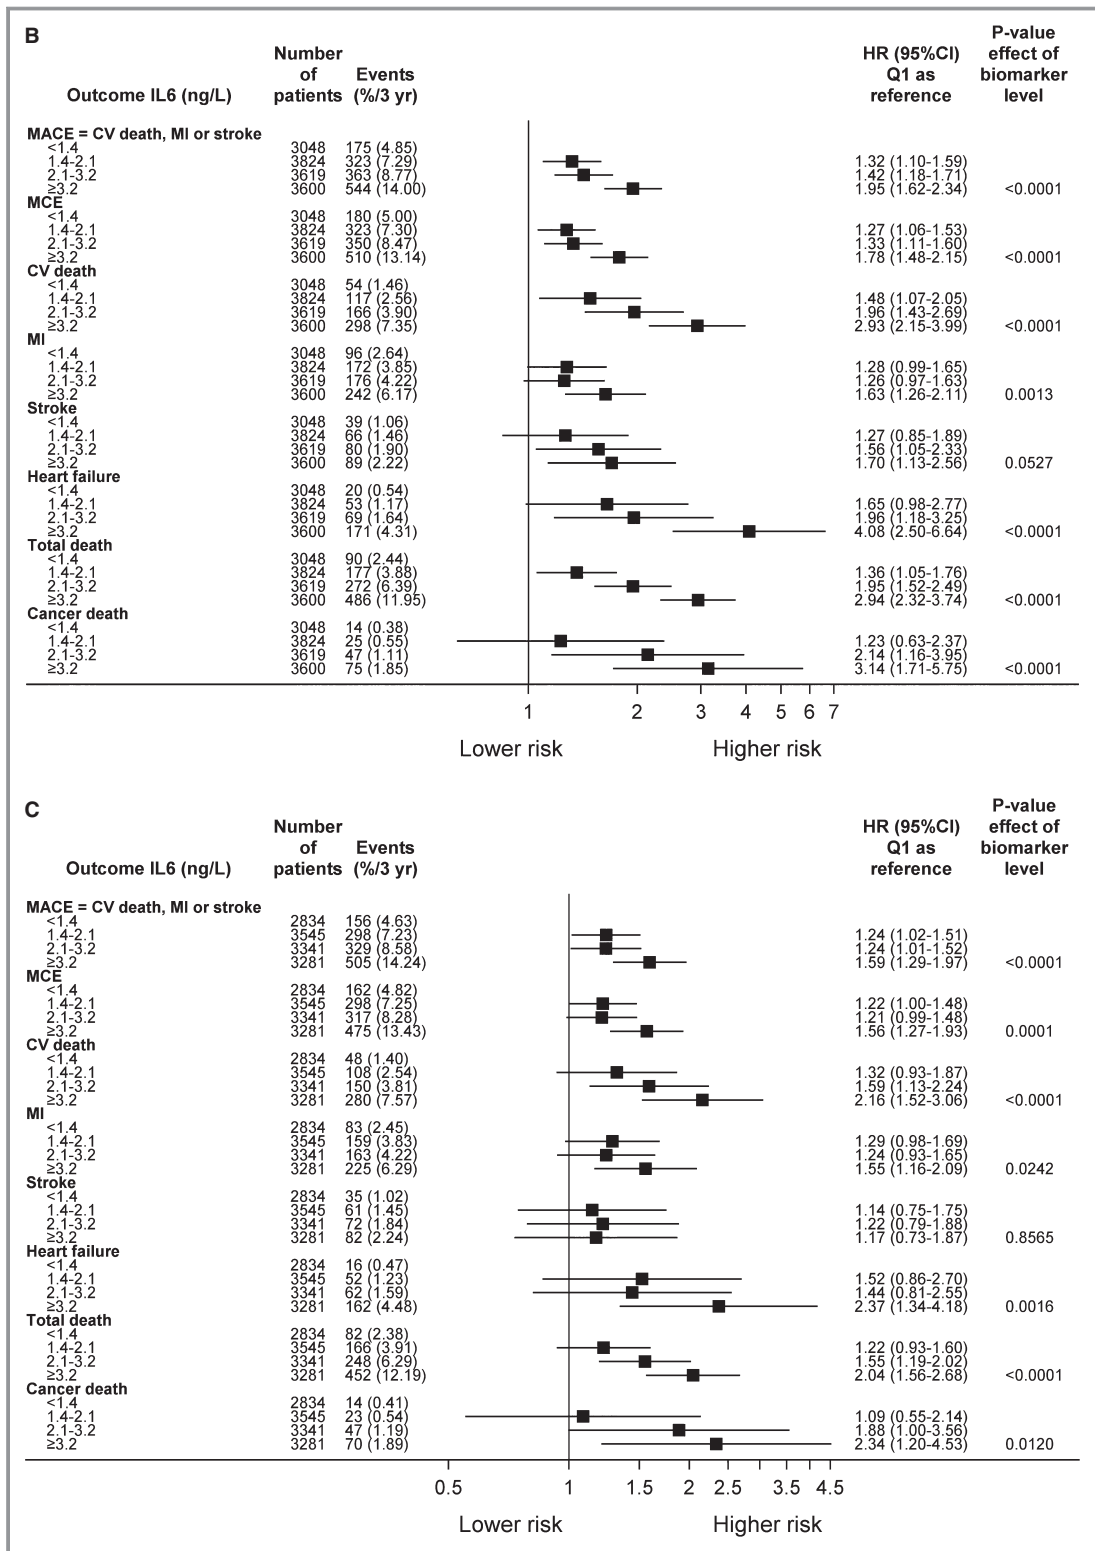 B
Outcome IL6 (ng/L) Number of patients Events (%/3 yr) HR (95%CI) Q1 as reference P-value effect of biomarker level
MACE = CV death, MI or stroke
<1.4 3048 175 (4.85)
1.4-2.1 3824 323 (7.29) 1.32 (1.10-1.59)
2.1-3.2 3619 363 (8.77) 1.42 (1.18-1.71)
≥3.2 3600 544 (14.00) 1.95 (1.62-2.34) <0.0001
MCE
<1.4 3048 180 (5.00)
1.4-2.1 3824 323 (7.30) 1.27 (1.06-1.53)
2.1-3.2 3619 350 (8.47) 1.33 (1.11-1.60)
≥3.2 3600 510 (13.14) 1.78 (1.48-2.15) <0.0001
CV death
<1.4 3048 54 (1.46)
1.4-2.1 3824 117 (2.56) 1.48 (1.07-2.05)
2.1-3.2 3619 166 (3.90) 1.96 (1.43-2.69)
≥3.2 3600 298 (7.35) 2.93 (2.15-3.99) <0.0001
MI
<1.4 3048 96 (2.64)
1.4-2.1 3824 172 (3.85) 1.28 (0.99-1.65)
2.1-3.2 3619 176 (4.22) 1.26 (0.97-1.63)
≥3.2 3600 242 (6.17) 1.63 (1.26-2.11) 0.0013
Stroke
<1.4 3048 39 (1.06)
1.4-2.1 3824 66 (1.46) 1.27 (0.85-1.89)
2.1-3.2 3619 80 (1.90) 1.56 (1.05-2.33)
≥3.2 3600 89 (2.22) 1.70 (1.13-2.56) 0.0527
Heart failure
<1.4 3048 20 (0.54)
1.4-2.1 3824 53 (1.17) 1.65 (0.98-2.77)
2.1-3.2 3619 69 (1.64) 1.96 (1.18-3.25)
≥3.2 3600 171 (4.31) 4.08 (2.50-6.64) <0.0001
Total death
<1.4 3048 90 (2.44)
1.4-2.1 3824 177 (3.88) 1.36 (1.05-1.76)
2.1-3.2 3619 272 (6.39) 1.95 (1.52-2.49)
≥3.2 3600 486 (11.95) 2.94 (2.32-3.74) <0.0001
Cancer death
<1.4 3048 14 (0.38)
1.4-2.1 3824 25 (0.55) 1.23 (0.63-2.37)
2.1-3.2 3619 47 (1.11) 2.14 (1.16-3.95)
≥3.2 3600 75 (1.85) 3.14 (1.71-5.75) <0.0001
1 2 3 4 5 6 7
Lower risk Higher risk
C
Outcome IL6 (ng/L) Number of patients Events (%/3 yr) HR (95%CI) Q1 as reference P-value effect of biomarker level
MACE = CV death, MI or stroke
<1.4 2834 156 (4.63)
1.4-2.1 3545 298 (7.23) 1.24 (1.02-1.51)
2.1-3.2 3341 329 (8.58) 1.24 (1.01-1.52)
≥3.2 3281 505 (14.24) 1.59 (1.29-1.97) <0.0001
MCE
<1.4 2834 162 (4.82)
1.4-2.1 3545 298 (7.25) 1.22 (1.00-1.48)
2.1-3.2 3341 317 (8.28) 1.21 (0.99-1.48)
≥3.2 3281 475 (13.43) 1.56 (1.27-1.93) 0.0001
CV death
<1.4 2834 48 (1.40)
1.4-2.1 3545 108 (2.54) 1.32 (0.93-1.87)
2.1-3.2 3341 150 (3.81) 1.59 (1.13-2.24)
≥3.2 3281 280 (7.57) 2.16 (1.52-3.06) <0.0001
MI
<1.4 2834 83 (2.45)
1.4-2.1 3545 159 (3.83) 1.29 (0.98-1.69)
2.1-3.2 3341 163 (4.22) 1.24 (0.93-1.65)
≥3.2 3281 225 (6.29) 1.55 (1.16-2.09) 0.0242
Stroke
<1.4 2834 35 (1.02)
1.4-2.1 3545 61 (1.45) 1.14 (0.75-1.75)
2.1-3.2 3341 72 (1.84) 1.22 (0.79-1.88)
≥3.2 3281 82 (2.24) 1.17 (0.73-1.87) 0.8565
Heart failure
<1.4 2834 16 (0.47)
1.4-2.1 3545 52 (1.23) 1.52 (0.86-2.70)
2.1-3.2 3341 62 (1.59) 1.44 (0.81-2.55)
≥3.2 3281 162 (4.48) 2.37 (1.34-4.18) 0.0016
Total death
<1.4 2834 82 (2.38)
1.4-2.1 3545 166 (3.91) 1.22 (0.93-1.60)
2.1-3.2 3341 248 (6.29) 1.55 (1.19-2.02)
≥3.2 3281 452 (12.19) 2.04 (1.56-2.68) <0.0001
Cancer death
<1.4 2834 14 (0.41)
1.4-2.1 3545 23 (0.54) 1.09 (0.55-2.14)
2.1-3.2 3341 47 (1.19) 1.88 (1.00-3.56)
≥3.2 3281 70 (1.89) 2.34 (1.20-4.53) 0.0120
0.5 1 1.5 2 2.5 3.5 4.5
Lower risk Higher risk